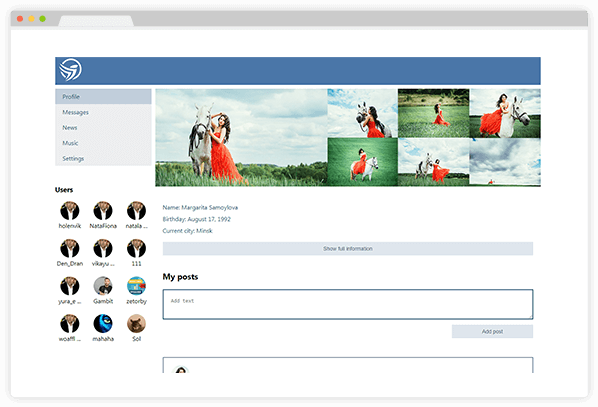 Profile
Messages
News
Music
Settings
Users
holenvik NataFiona natala ...
Den_Dran vikayu ... 111
yura_e ... Gambit zetorby
woaffl ... mahaha Sol
Name: Margarita Samoylova
Birthday: August 17, 1992
Current city: Minsk
Show full information
My posts
Add text
Add post